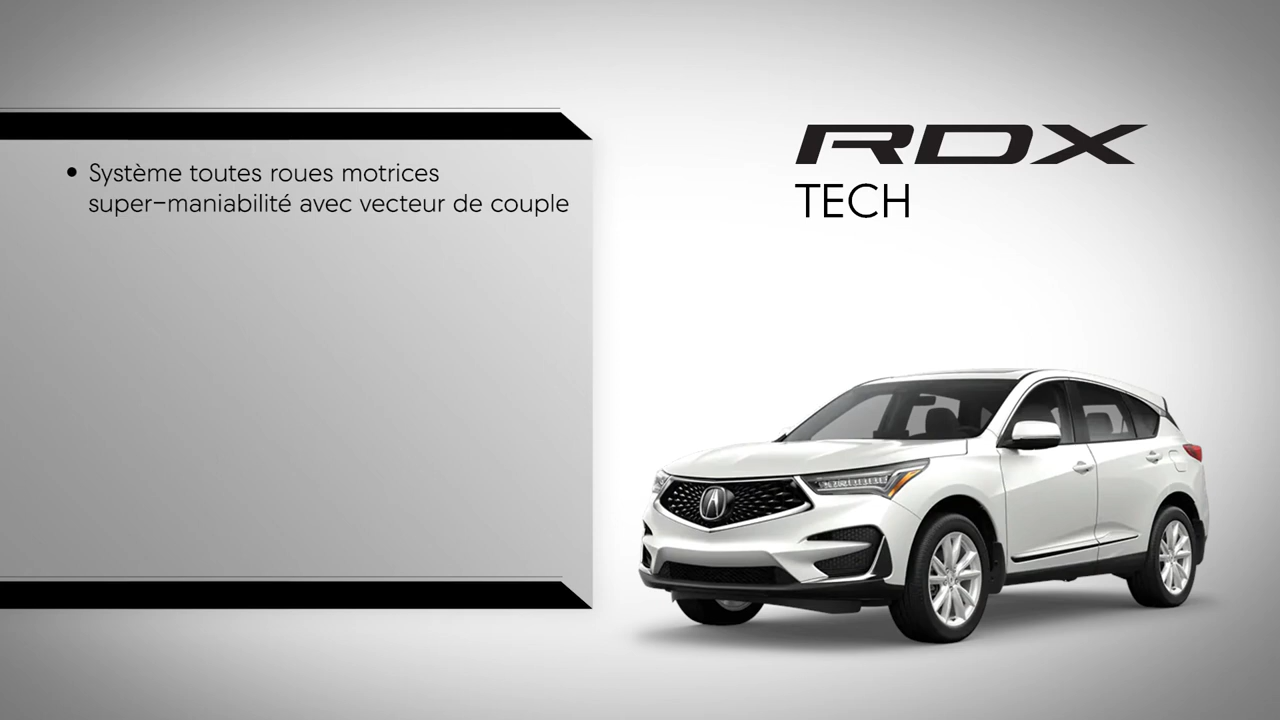 • Système toutes roues motrices
super-maniabilité avec vecteur de couple
RDX
TECH